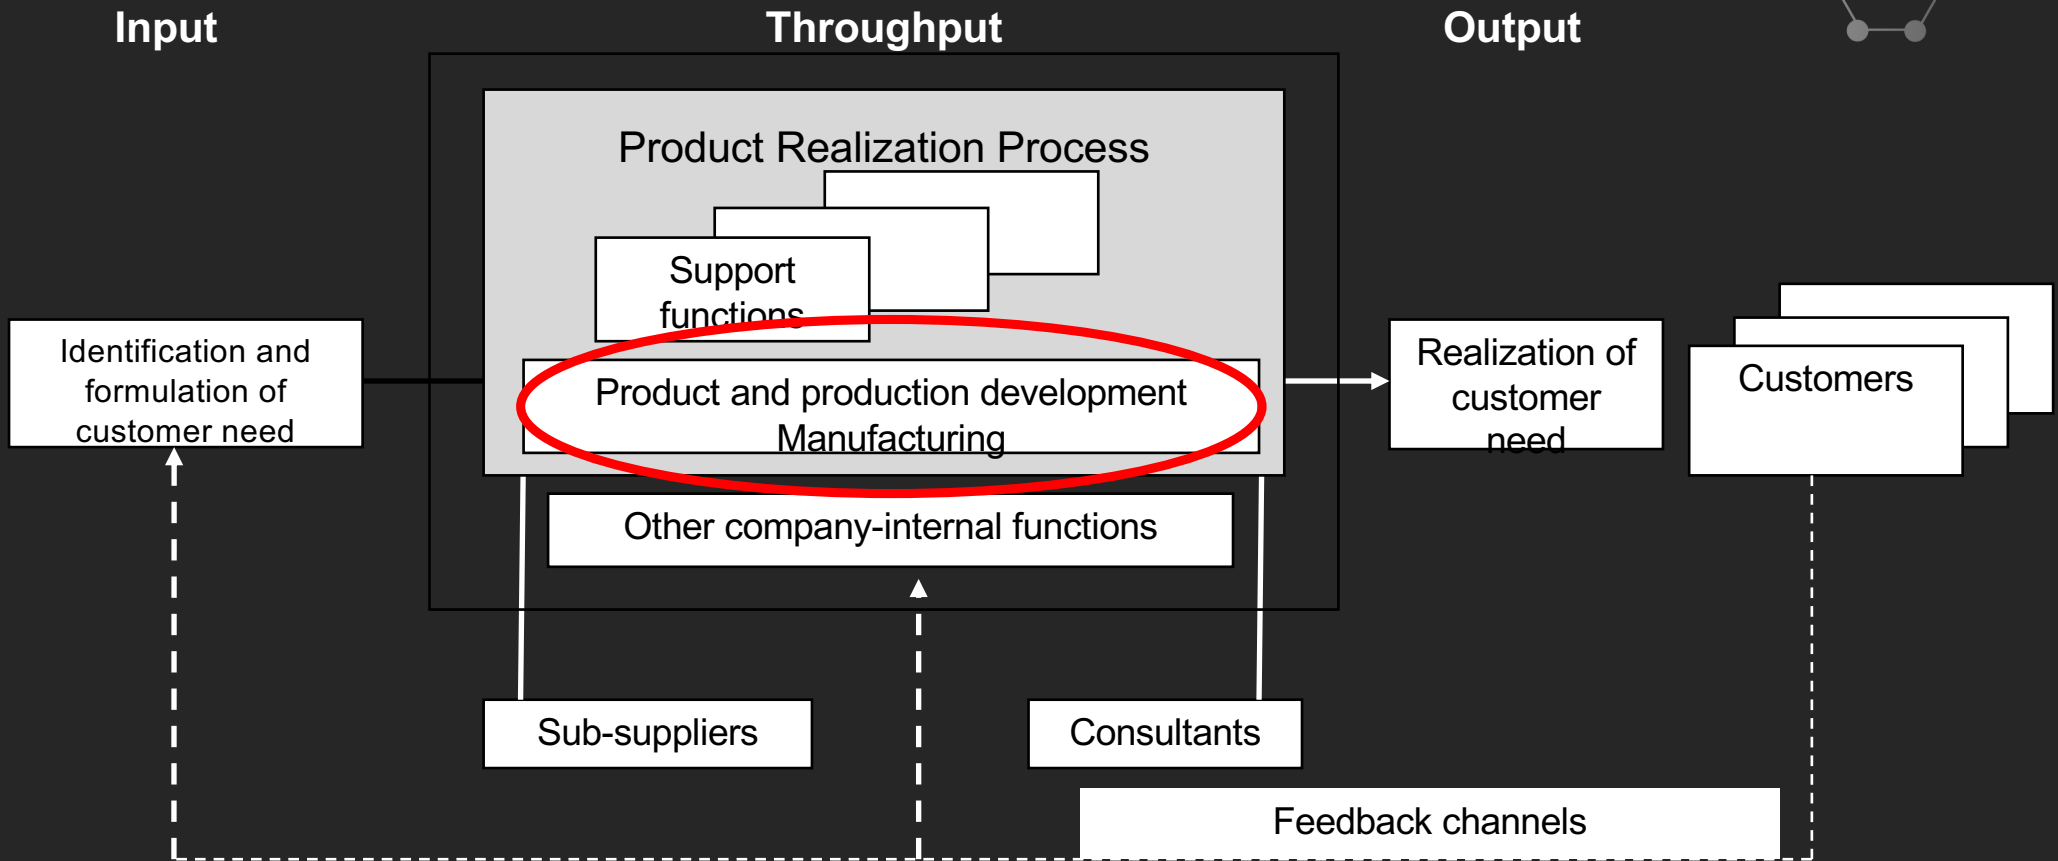 Input
Throughput
Output
Product Realization Process
Support
functions
Identification and
formulation of
customer need
Product and production development
Manufacturing
Realization of
customer
need
Customers
Other company-internal functions
Sub-suppliers
Consultants
Feedback channels